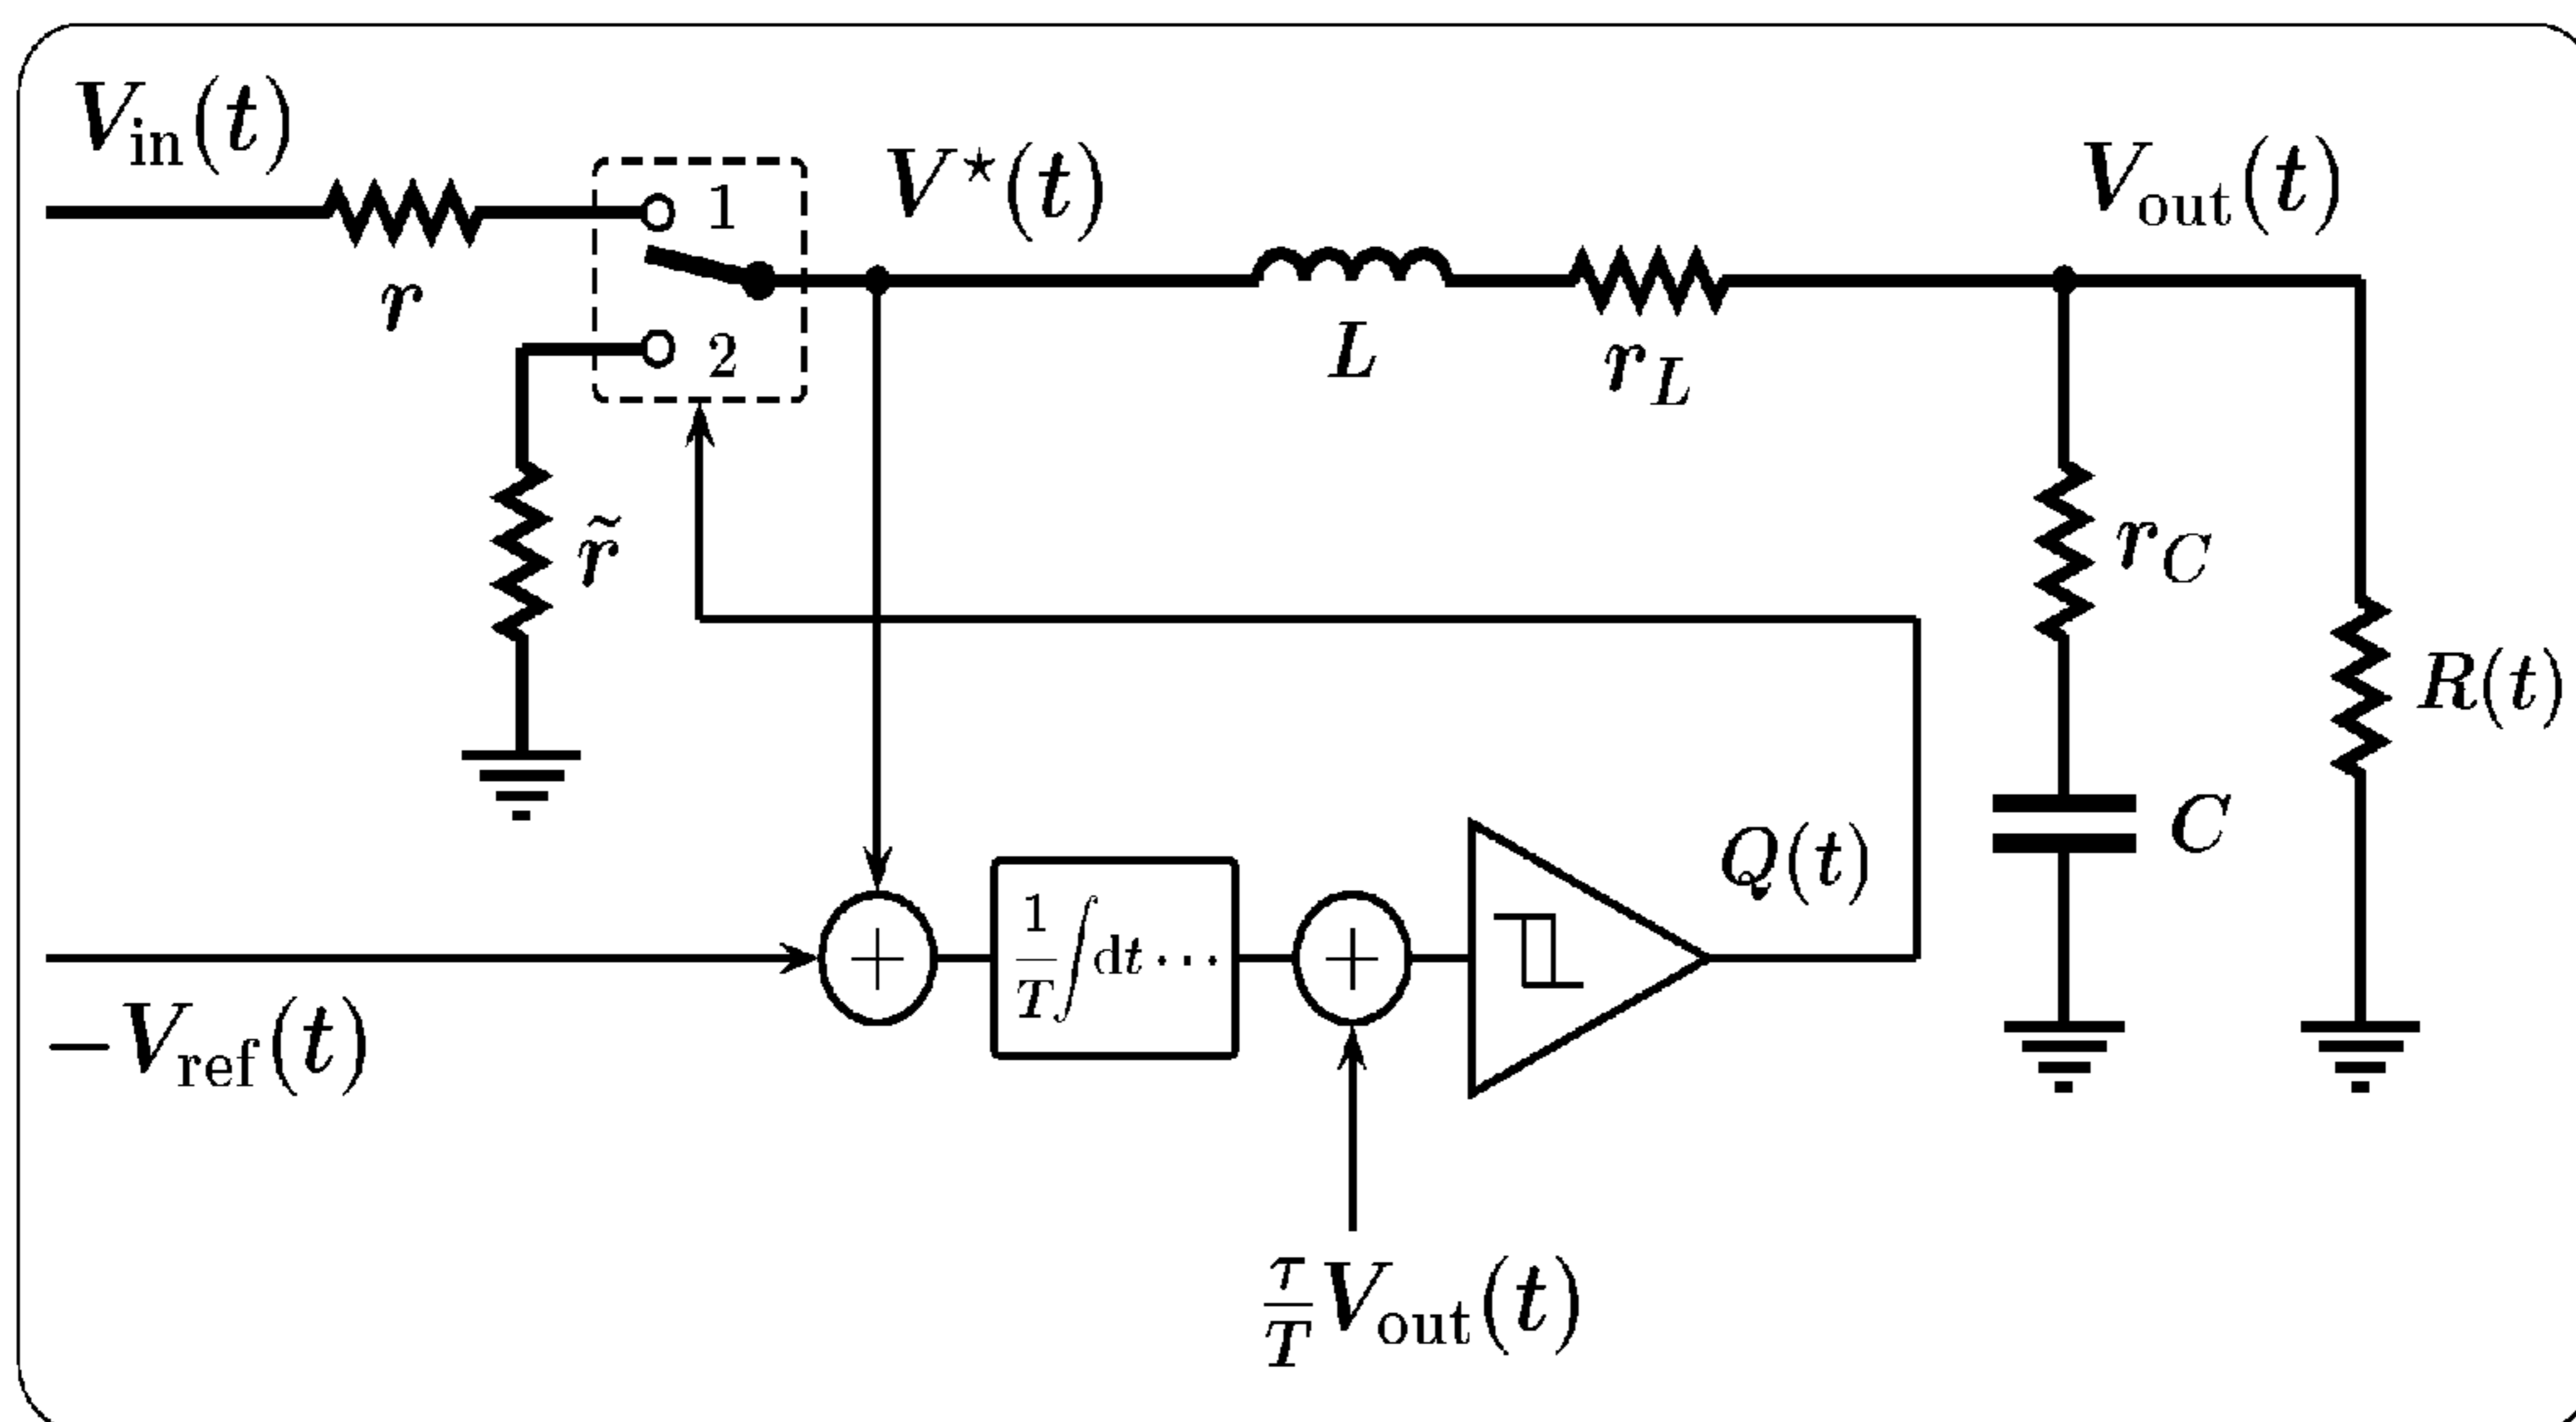 V_in(t)
r
1
2
V*(t)
L
r_L
V_out(t)
r̃
r_C
C
R(t)
−V_ref(t)
+
1/T ∫dt ···
+
Q(t)
τ/T V_out(t)